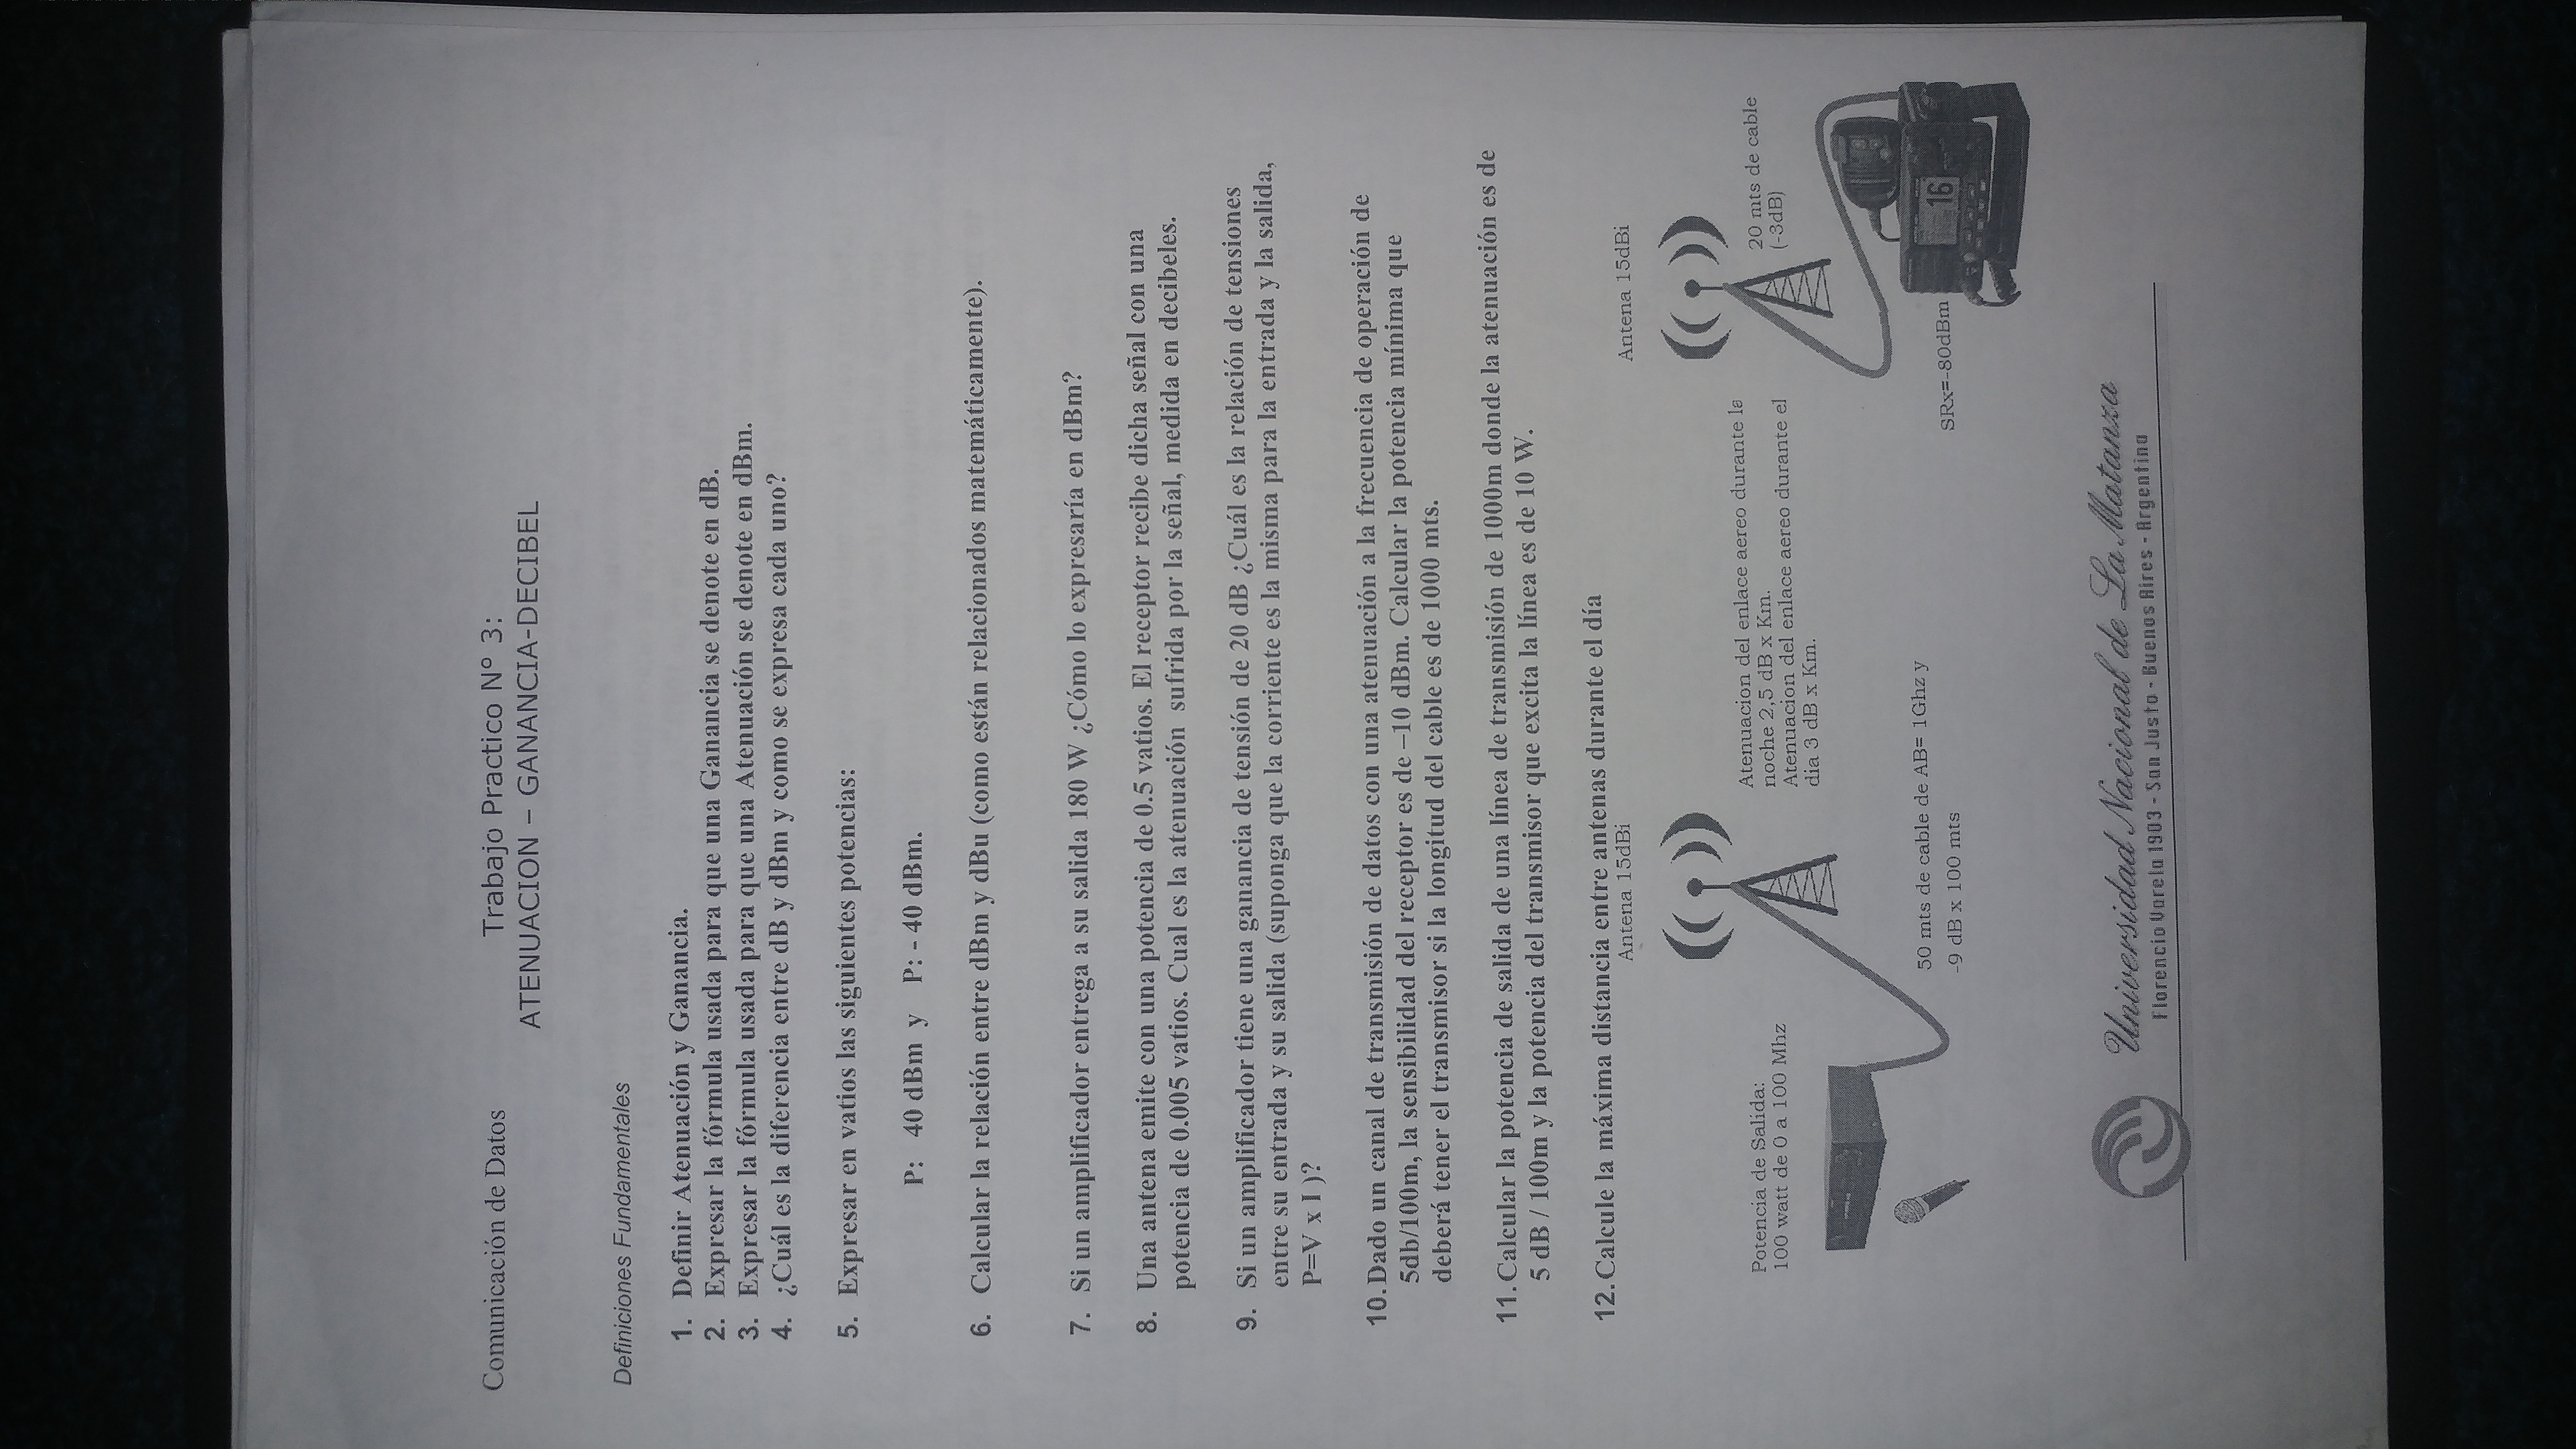 Comunicación de Datos
Trabajo Practico Nº 3:
ATENUACION – GANANCIA-DECIBEL
Definiciones Fundamentales
1. Definir Atenuación y Ganancia.
2. Expresar la fórmula usada para que una Ganancia se denote en dB.
3. Expresar la fórmula usada para que una Atenuación se denote en dBm.
4. ¿Cuál es la diferencia entre dB y dBm y como se expresa cada uno?
5. Expresar en vatios las siguientes potencias:
P: 40 dBm y P: - 40 dBm.
6. Calcular la relación entre dBm y dBu (como están relacionados matemáticamente).
7. Si un amplificador entrega a su salida 180 W ¿Cómo lo expresaría en dBm?
8. Una antena emite con una potencia de 0.5 vatios. El receptor recibe dicha señal con una
potencia de 0.005 vatios. Cual es la atenuación sufrida por la señal, medida en decibeles.
9. Si un amplificador tiene una ganancia de tensión de 20 dB ¿Cuál es la relación de tensiones
entre su entrada y su salida (suponga que la corriente es la misma para la entrada y la salida,
P=V x I )?
10. Dado un canal de transmisión de datos con una atenuación a la frecuencia de operación de
5db/100m, la sensibilidad del receptor es de –10 dBm. Calcular la potencia mínima que
deberá tener el transmisor si la longitud del cable es de 1000 mts.
11. Calcular la potencia de salida de una línea de transmisión de 1000m donde la atenuación es de
5 dB / 100m y la potencia del transmisor que excita la línea es de 10 W.
12. Calcule la máxima distancia entre antenas durante el día
Antena 15dBi
Antena 15dBi
Potencia de Salida:
100 watt de 0 a 100 Mhz
Atenuacion del enlace aereo durante la
noche 2,5 dB x Km.
Atenuacion del enlace aereo durante el
dia 3 dB x Km.
20 mts de cable
(-3dB)
50 mts de cable de AB= 1Ghz y
-9 dB x 100 mts
SRx=-80dBm
16
Universidad Nacional de La Matanza
Florencio Varela 1903 - San Justo - Buenos Aires - Argentina